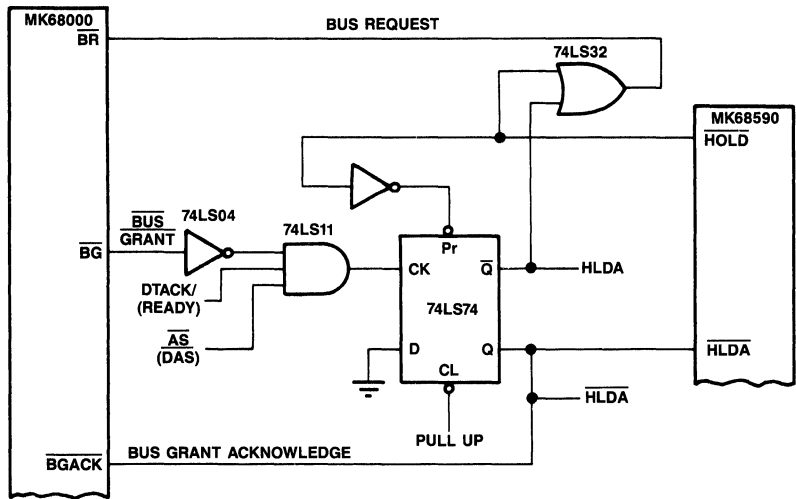 MK68000
BUS REQUEST
BR
74LS32
MK68590
HOLD
BUS
GRANT
74LS04
74LS11
BG
Pr
CK
Q
HLDA
DTACK/
(READY)
74LS74
AS
(DAS)
D
Q
HLDA
CL
HLDA
PULL UP
BUS GRANT ACKNOWLEDGE
BGACK